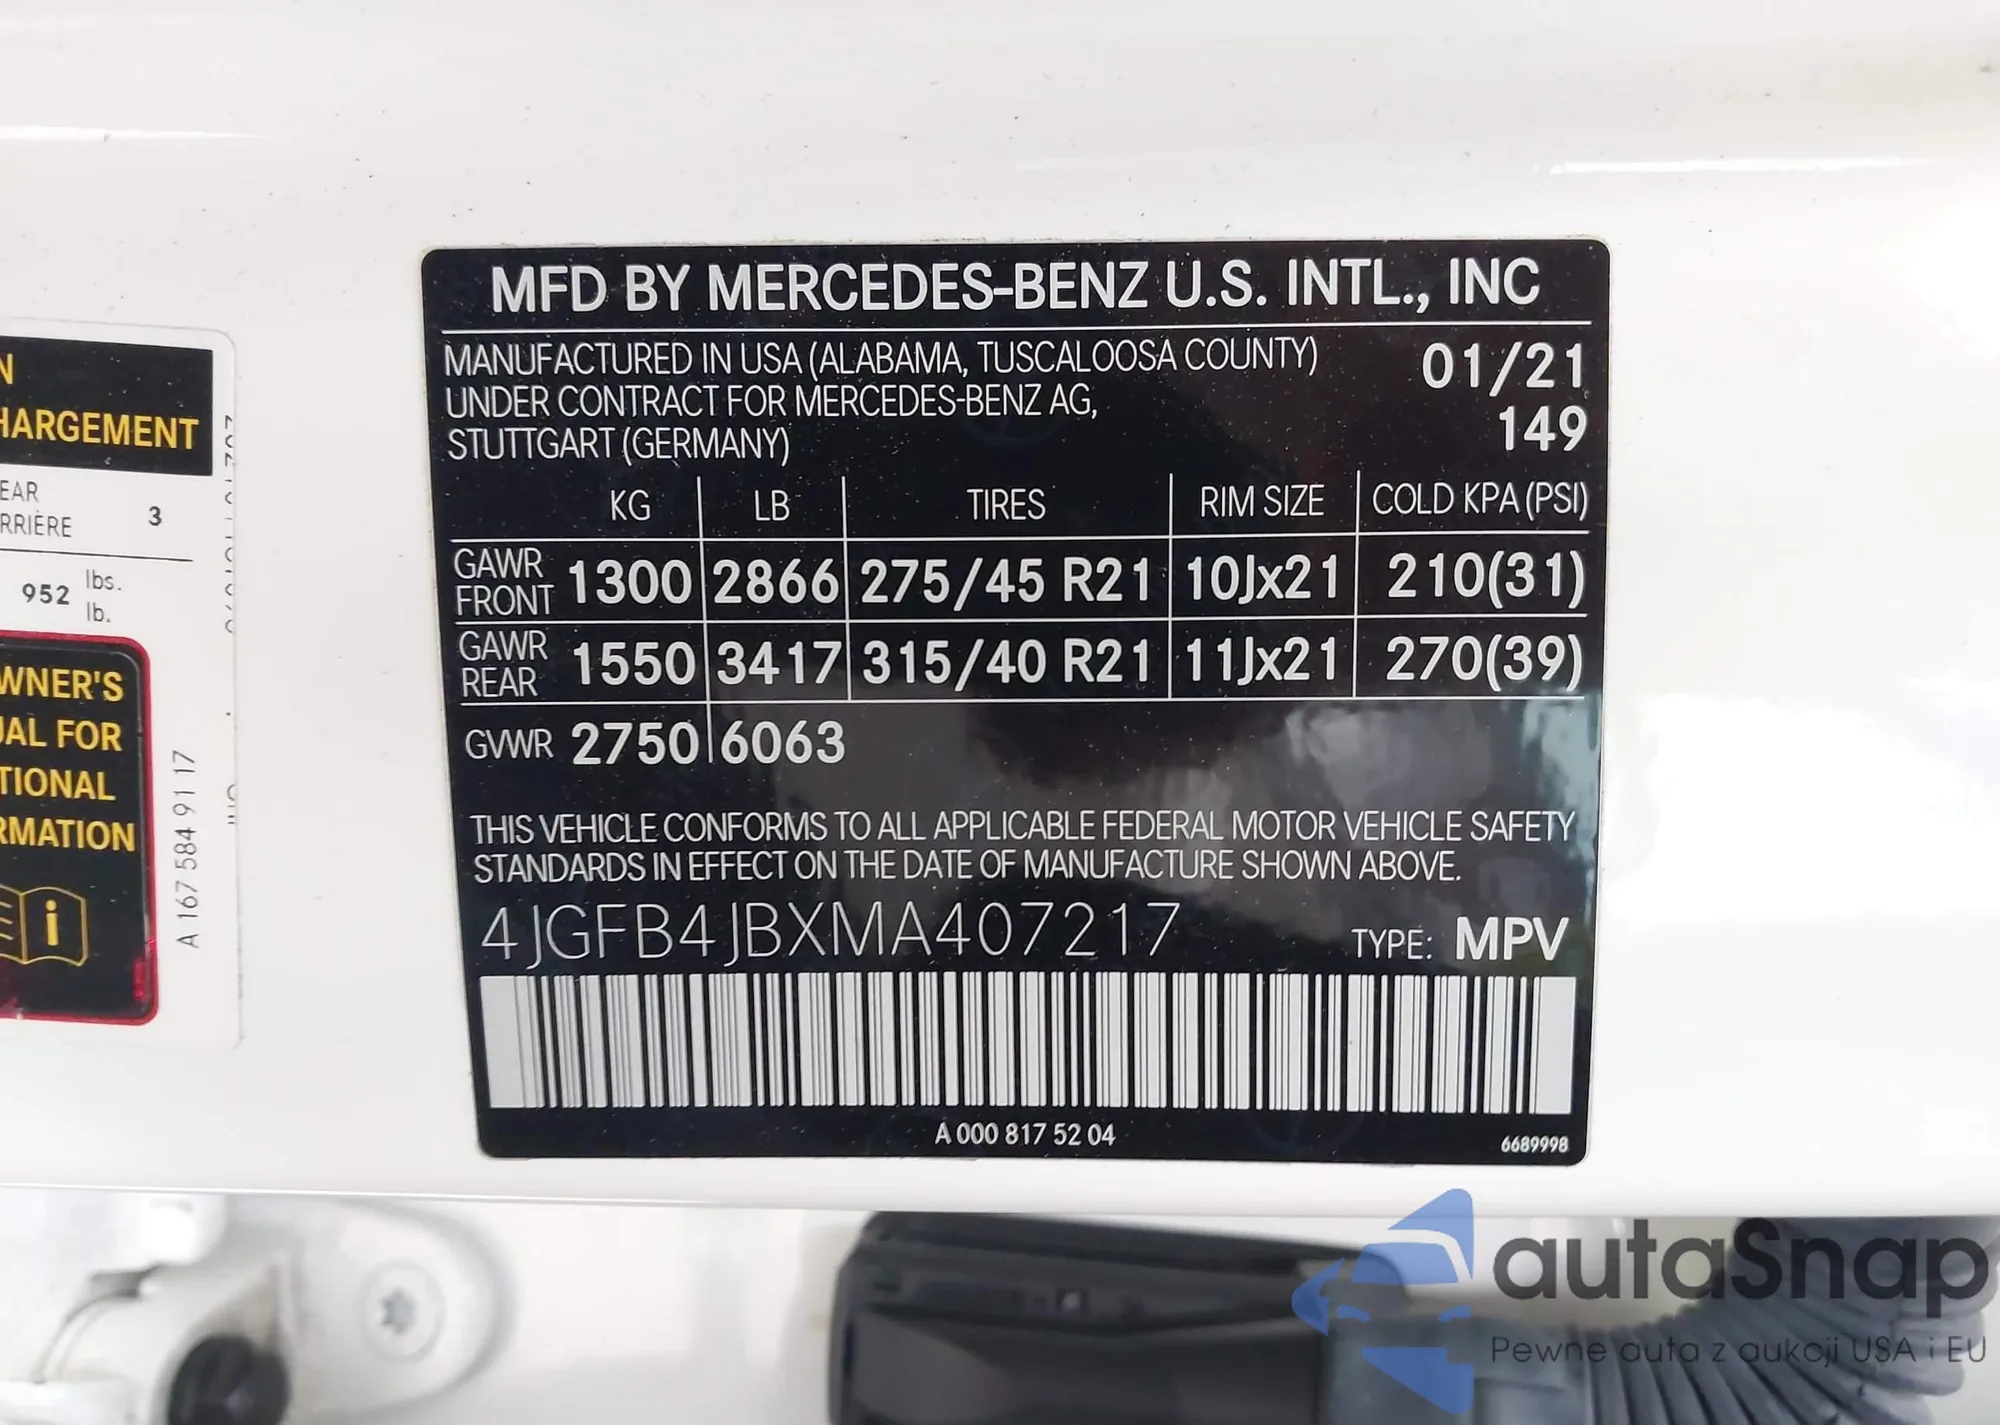 N
HARGEMENT
EAR
RRIÈRE
3
952 lbs.
lb.
WNER'S
UAL FOR
TIONAL
RMATION
i
A 167 584 91 17
MFD BY MERCEDES-BENZ U.S. INTL., INC
MANUFACTURED IN USA (ALABAMA, TUSCALOOSA COUNTY) 01/21
UNDER CONTRACT FOR MERCEDES-BENZ AG,
STUTTGART (GERMANY) 149
KG LB TIRES RIM SIZE COLD KPA (PSI)
GAWR FRONT 1300 2866 275/45 R21 10Jx21 210(31)
GAWR REAR 1550 3417 315/40 R21 11Jx21 270(39)
GVWR 2750 6063
THIS VEHICLE CONFORMS TO ALL APPLICABLE FEDERAL MOTOR VEHICLE SAFETY
STANDARDS IN EFFECT ON THE DATE OF MANUFACTURE SHOWN ABOVE.
4JGFB4JBXMA407217 TYPE: MPV
A 000 817 52 04
6689998
autaSnap
Pewne auta z aukcji USA i EU